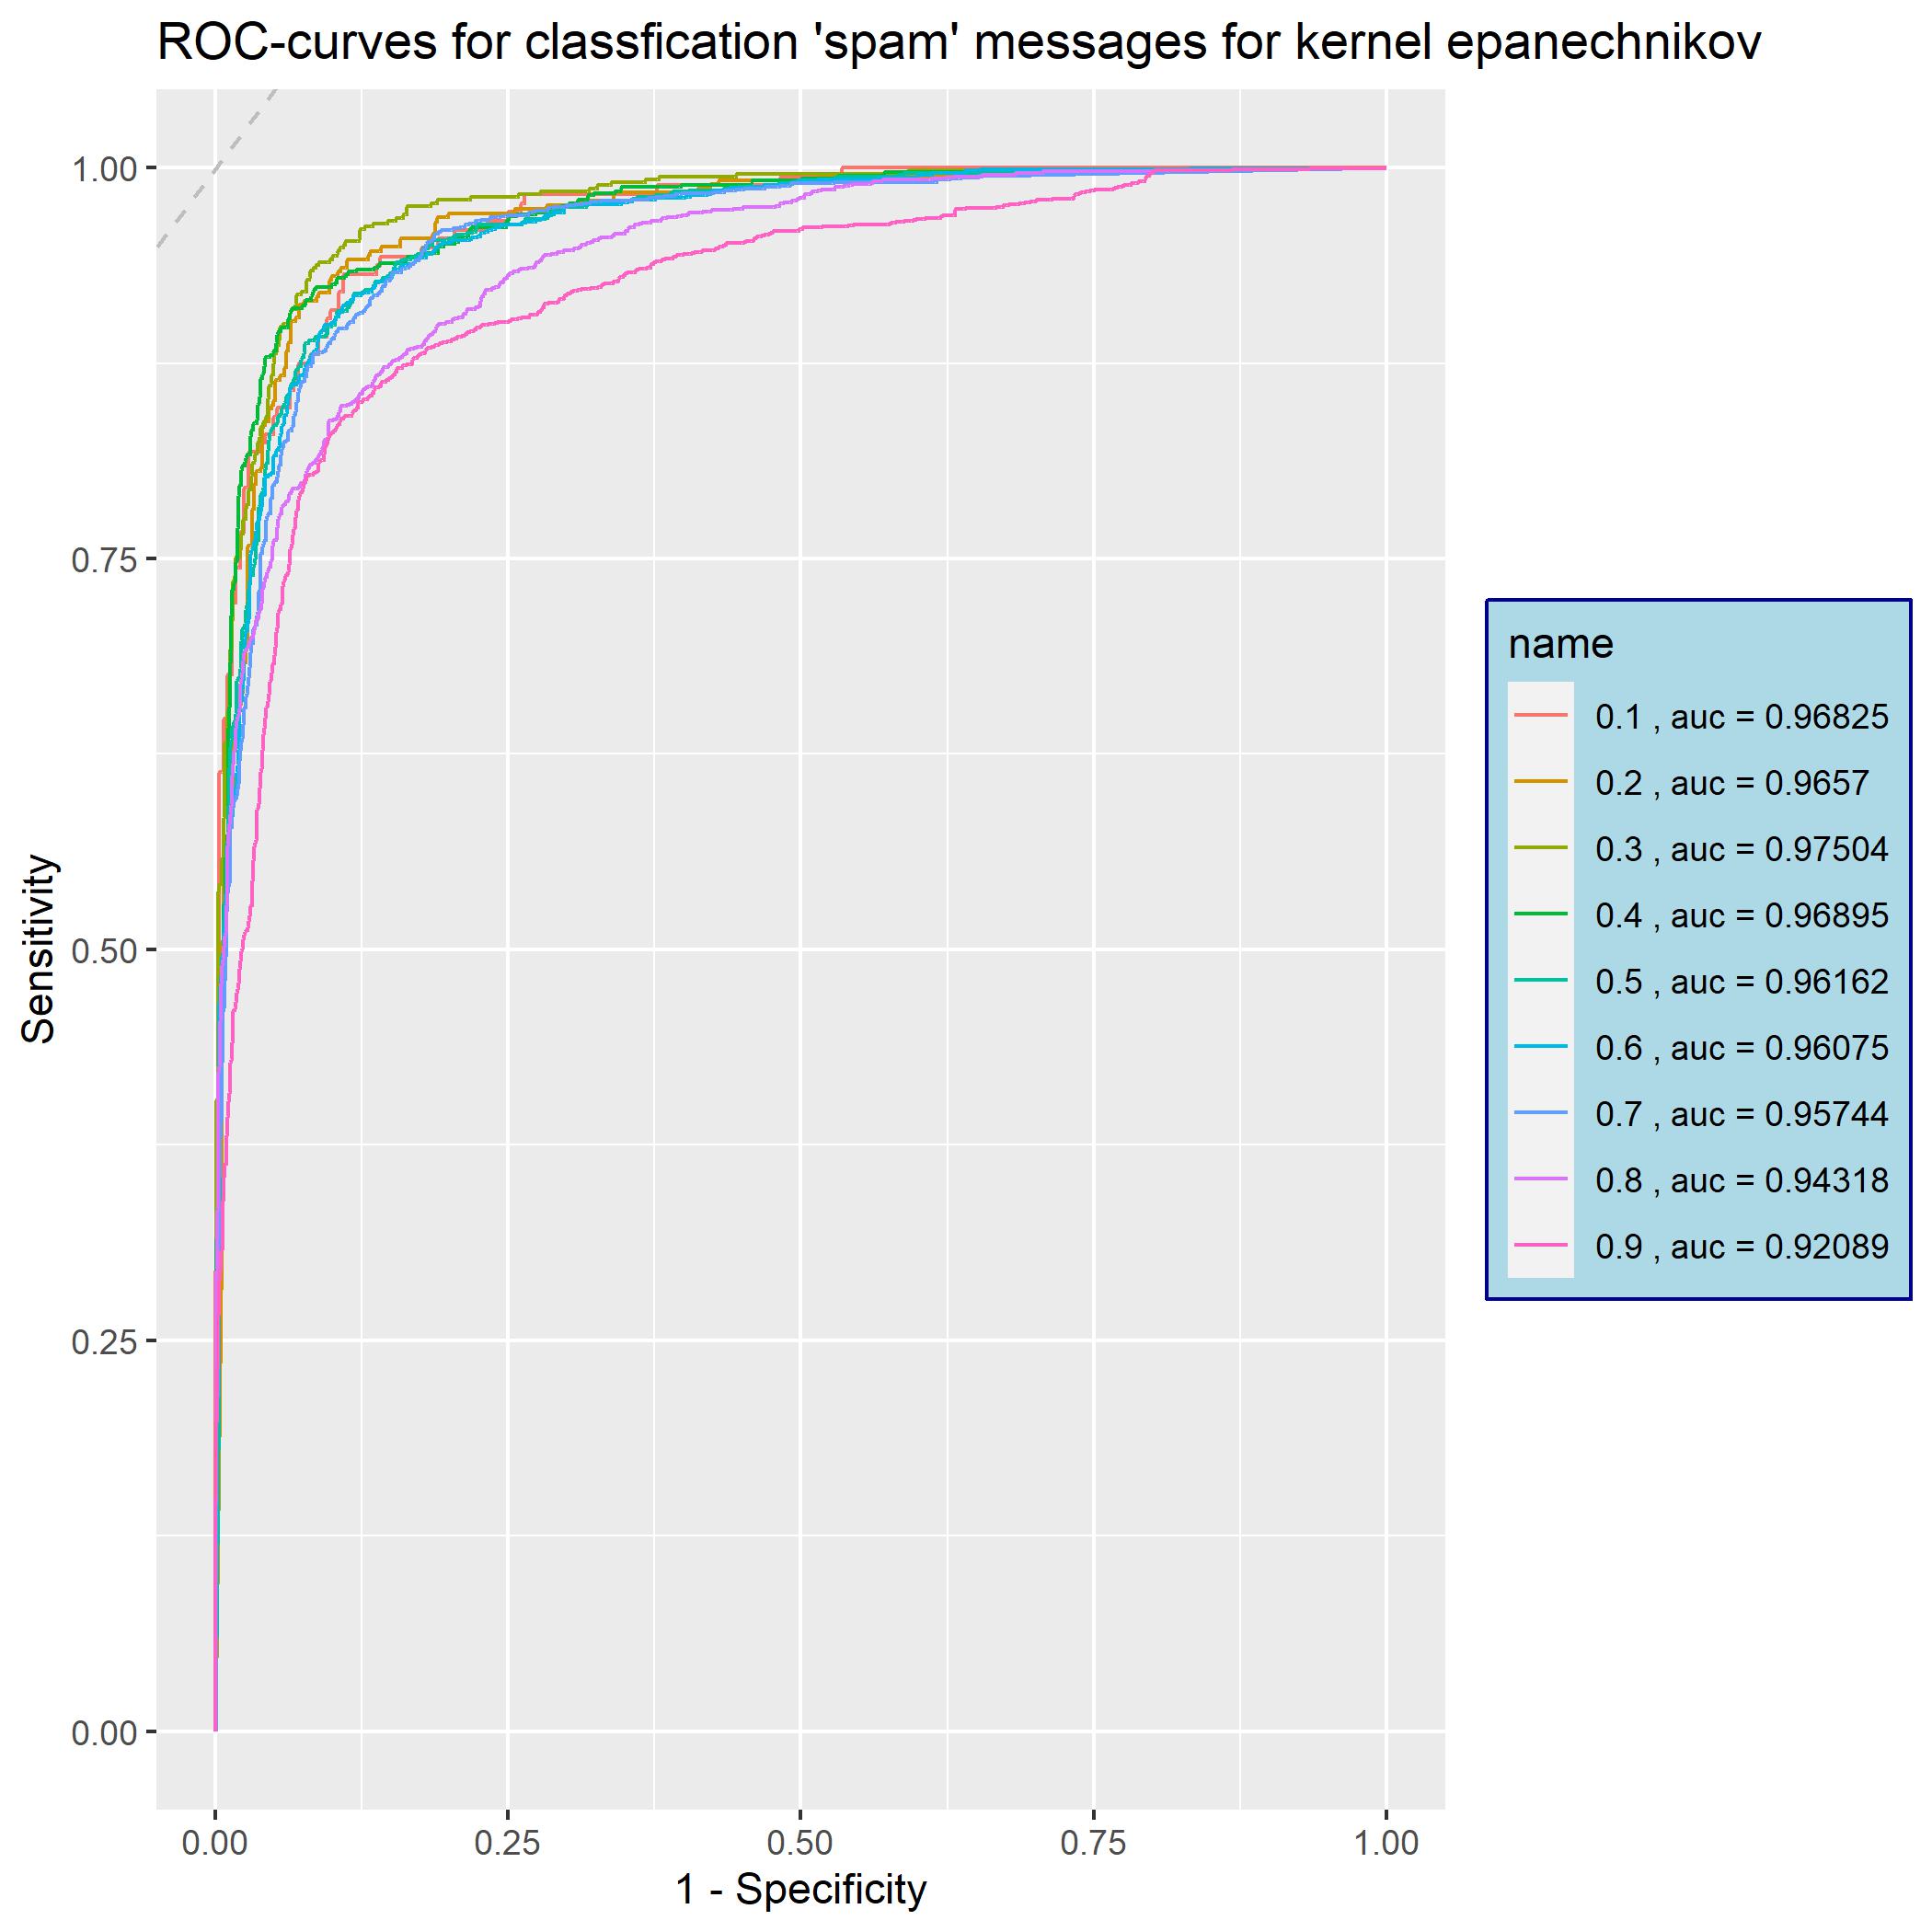 ROC-curves for classfication 'spam' messages for kernel epanechnikov
1.00
0.75
0.50
0.25
0.00
Sensitivity
0.00 0.25 0.50 0.75 1.00
1 - Specificity
name
0.1 , auc = 0.96825
0.2 , auc = 0.9657
0.3 , auc = 0.97504
0.4 , auc = 0.96895
0.5 , auc = 0.96162
0.6 , auc = 0.96075
0.7 , auc = 0.95744
0.8 , auc = 0.94318
0.9 , auc = 0.92089